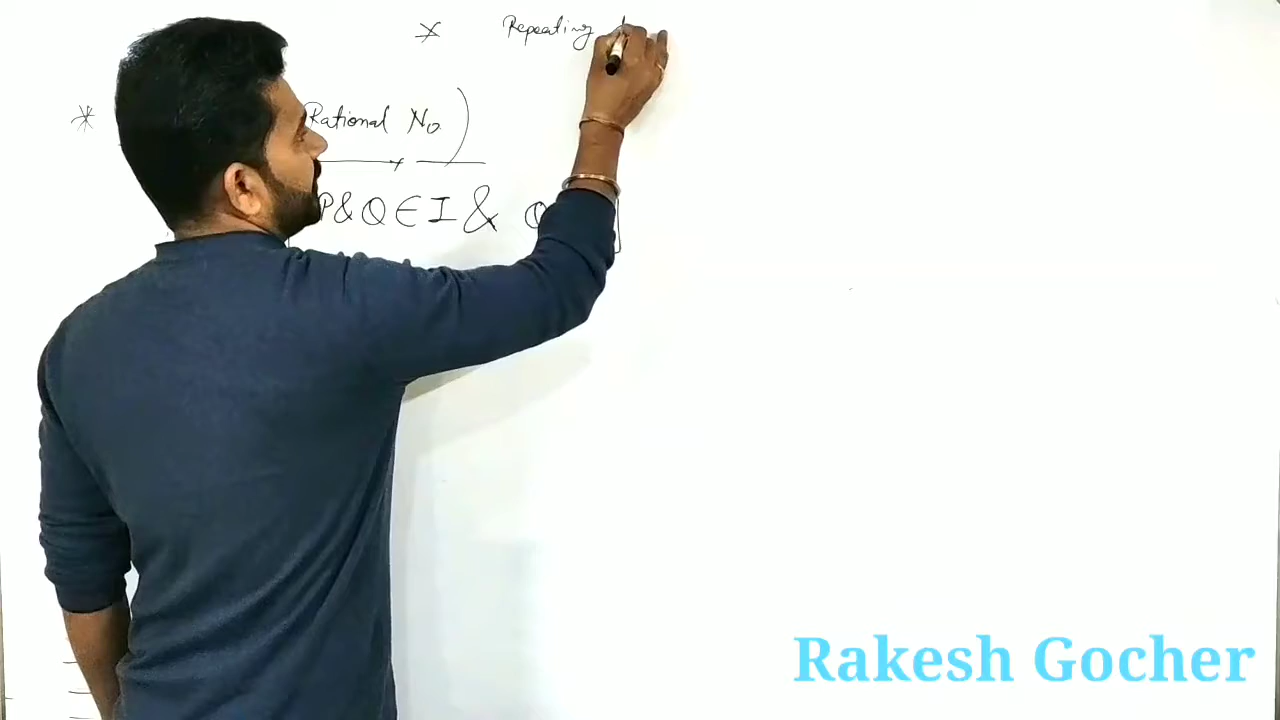 * Repeating
* Rational No.)
P & Q ∈ I &
Rakesh Gocher